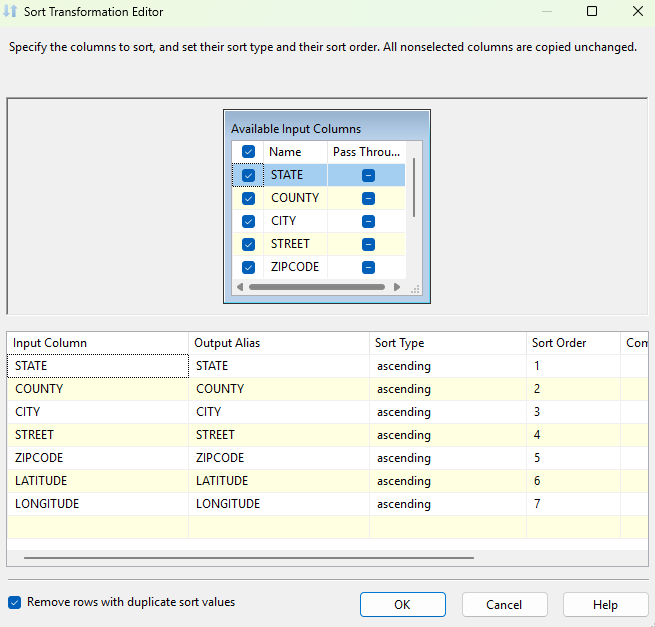 Sort Transformation Editor
Specify the columns to sort, and set their sort type and their sort order. All nonselected columns are copied unchanged.
Available Input Columns
Name Pass Throu...
STATE
COUNTY
CITY
STREET
ZIPCODE
Input Column Output Alias Sort Type Sort Order Com
STATE STATE ascending 1
COUNTY COUNTY ascending 2
CITY CITY ascending 3
STREET STREET ascending 4
ZIPCODE ZIPCODE ascending 5
LATITUDE LATITUDE ascending 6
LONGITUDE LONGITUDE ascending 7
Remove rows with duplicate sort values
OK Cancel Help